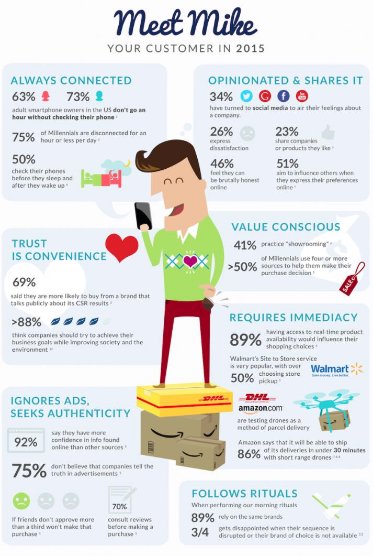 Meet Mike
YOUR CUSTOMER IN 2015
ALWAYS CONNECTED
63% 73%
adult smartphone owners in the US don't go an
hour without checking their phone ¹
75% of Millennials are disconnected for an
hour or less per day ²
50%
check their phones
before they sleep and
after they wake up ³
OPINIONATED & SHARES IT
34%
have turned to social media to air their feelings about
a company.
26%
express
dissatisfaction
23%
share companies
or products they like
46%
feel they can
be brutally honest
online
51%
aim to influence others when
they express their preferences
online
TRUST
IS CONVENIENCE
69%
said they are more likely to buy from a brand that
talks publicly about its CSR results
>88%
think companies should try to achieve their
business goals while improving society and the
environment
VALUE CONSCIOUS
41% practice "showrooming"
>50% of Millennials use four or more
sources to help them make their
purchase decision
SALE
REQUIRES IMMEDIACY
89% having access to real-time product
availability would influence their
shopping choices
Walmart's Site to Store service
is very popular, with over
50% choosing store
pickup
Walmart
DHL
amazon.com
are testing drones as a
method of parcel delivery
Amazon says that it will be able to ship
86% of its deliveries in under 30 minutes
with short range drones
DHL
IGNORES ADS,
SEEKS AUTHENTICITY
92% say they have more
confidence in info found
online than other sources
75% don't believe that companies tell the
truth in advertisements
If friends don't approve more
than a third won't make that
purchase
70%
consult reviews
before making a
purchase
FOLLOWS RITUALS
When performing our morning rituals
89% rely on the same brands
3/4 gets disappointed when their sequence is
disrupted or their brand of choice is not available